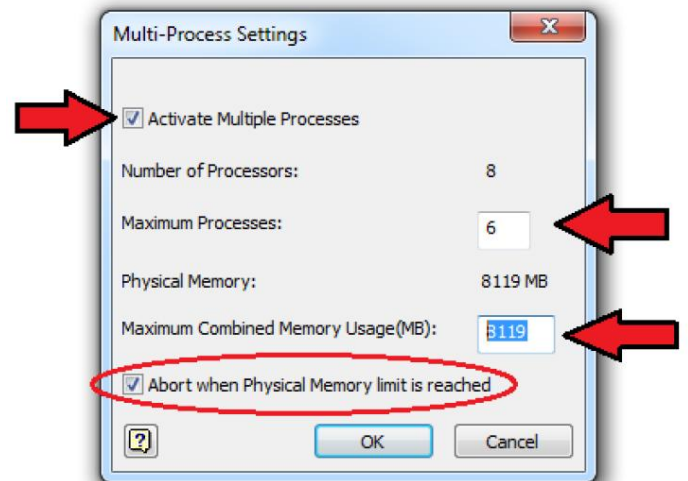 Multi-Process Settings
Activate Multiple Processes
Number of Processors: 8
Maximum Processes: 6
Physical Memory: 8119 MB
Maximum Combined Memory Usage(MB): 8119
Abort when Physical Memory limit is reached
? OK Cancel